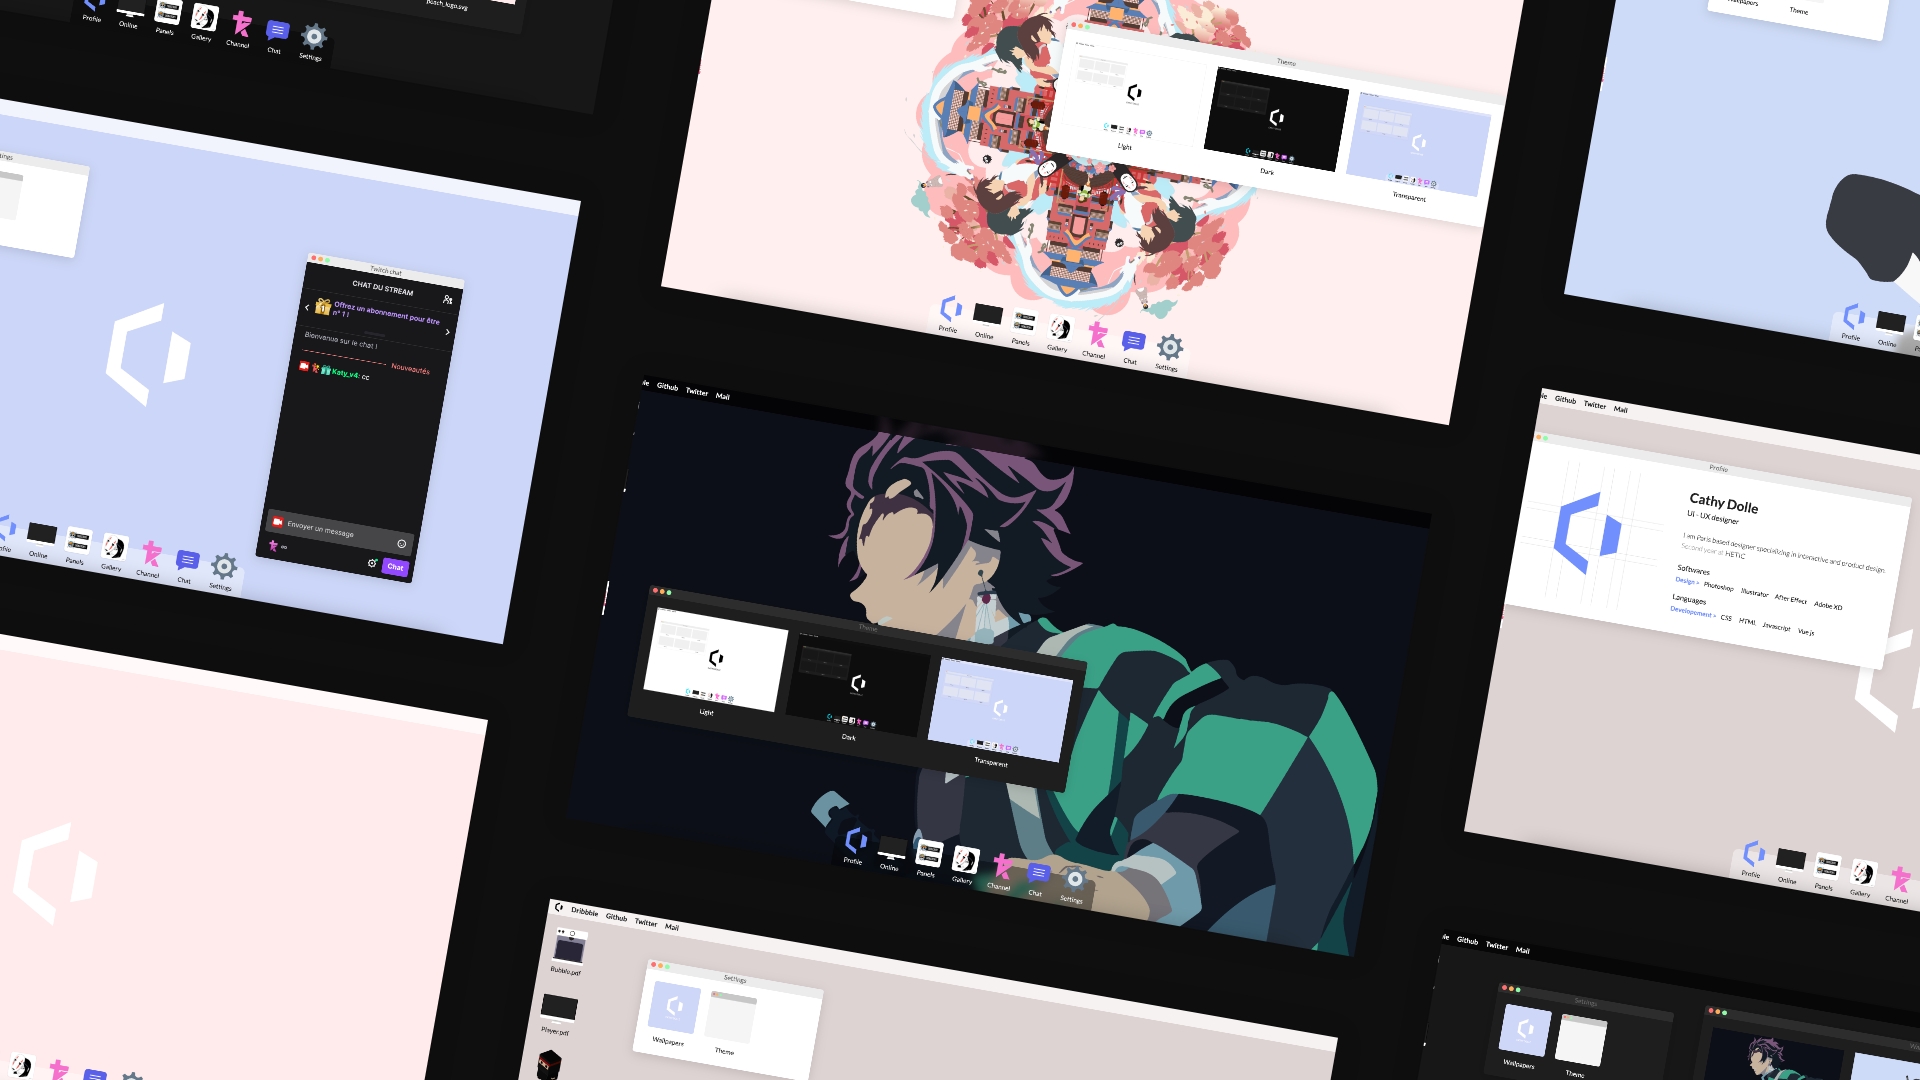 peach_logo.svg
Profile
Online
Panels
Gallery
Channel
Chat
Settings
Twitch chat
CHAT DU STREAM
Offrez un abonnement pour être
n° 1 !
Bienvenue sur le chat !
Nouveautés
Katy_v4: cc
Envoyer un message
Chat
Online
Panels
Gallery
Channel
Chat
Settings
Theme
Light
Dark
Transparent
Profile
Online
Panels
Gallery
Channel
Chat
Settings
Theme
Profile
Online
Github
Twitter
Mail
Theme
Light
Dark
Transparent
Profile
Online
Panels
Gallery
Channel
Chat
Settings
Github
Twitter
Mail
Profile
Cathy Dolle
UI - UX designer
I am Paris based designer specializing in interactive and product design.
Second year at HETIC
Softwares
Design • Photoshop Illustrator After Effect Adobe XD
Languages
Developement • CSS HTML Javascript Vue.js
Profile
Online
Panels
Gallery
Channel
Dribbble
Github
Twitter
Mail
Bubble.pdf
Player.pdf
Settings
Wallpapers
Theme
Github
Twitter
Mail
Settings
Wallpapers
Theme